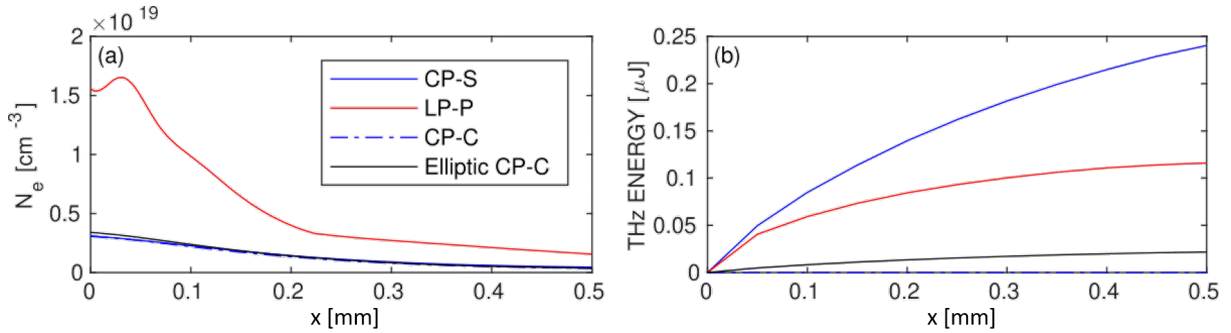 × 10^19
(a)
2
1.5
1
0.5
0
N_e [cm^-3]
CP-S
LP-P
CP-C
Elliptic CP-C
0 0.1 0.2 0.3 0.4 0.5
x [mm]
(b)
0.25
0.2
0.15
0.1
0.05
0
THz ENERGY [μJ]
0 0.1 0.2 0.3 0.4 0.5
x [mm]